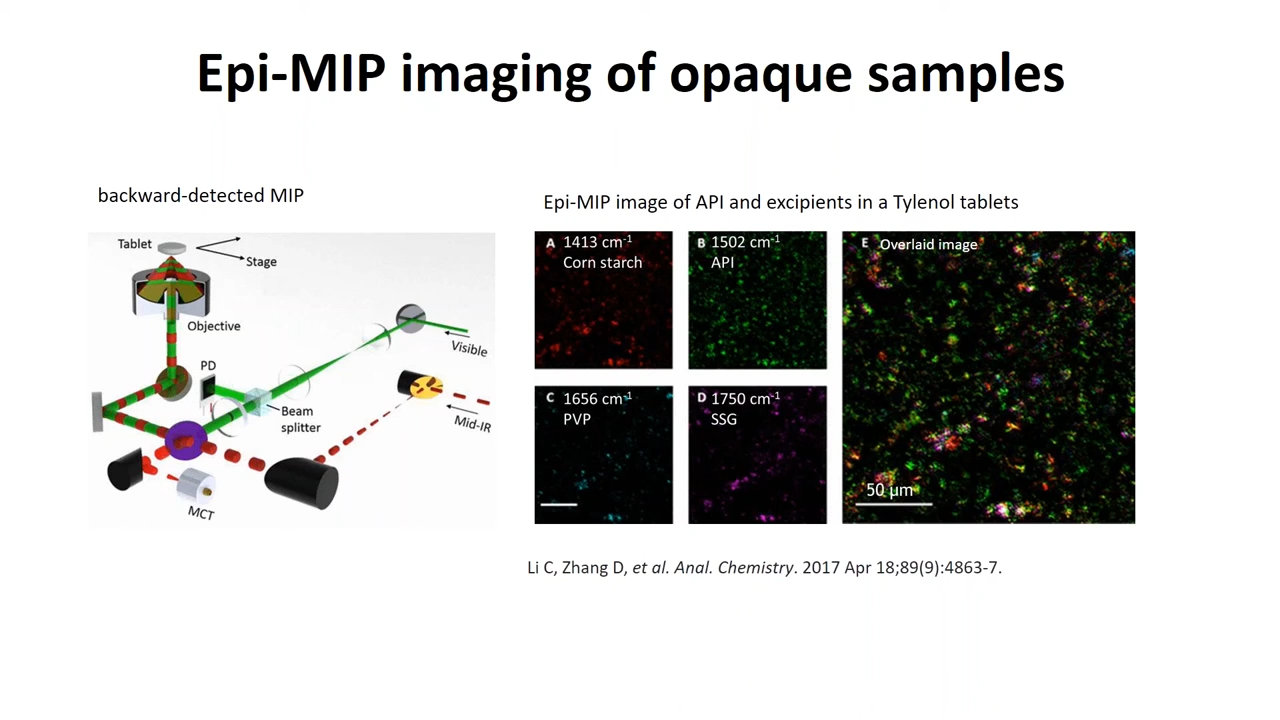 Epi-MIP imaging of opaque samples
backward-detected MIP
Tablet
Stage
Objective
PD
Visible
Beam
splitter
Mid-IR
MCT
Epi-MIP image of API and excipients in a Tylenol tablets
A 1413 cm⁻¹
Corn starch
B 1502 cm⁻¹
API
C 1656 cm⁻¹
PVP
D 1750 cm⁻¹
SSG
E Overlaid image
50 μm
Li C, Zhang D, et al. Anal. Chemistry. 2017 Apr 18;89(9):4863-7.